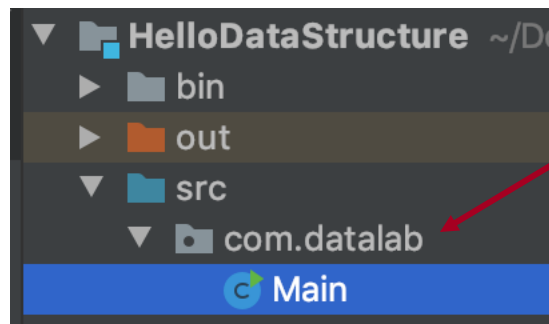 HelloDataStructure ~/De
bin
out
src
com.datalab
C Main